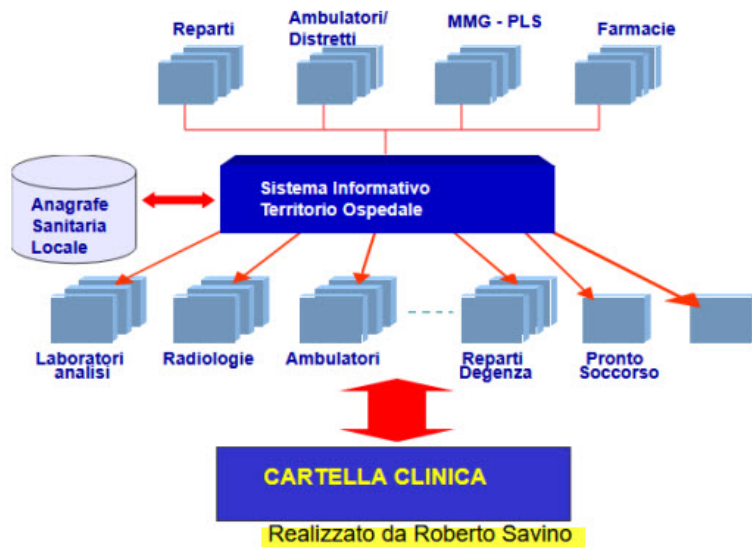 Reparti
Ambulatori/
Distretti
MMG - PLS
Farmacie
Anagrafe
Sanitaria
Locale
Sistema Informativo
Territorio Ospedale
Laboratori
analisi
Radiologie
Ambulatori
Reparti
Degenza
Pronto
Soccorso
CARTELLA CLINICA
Realizzato da Roberto Savino